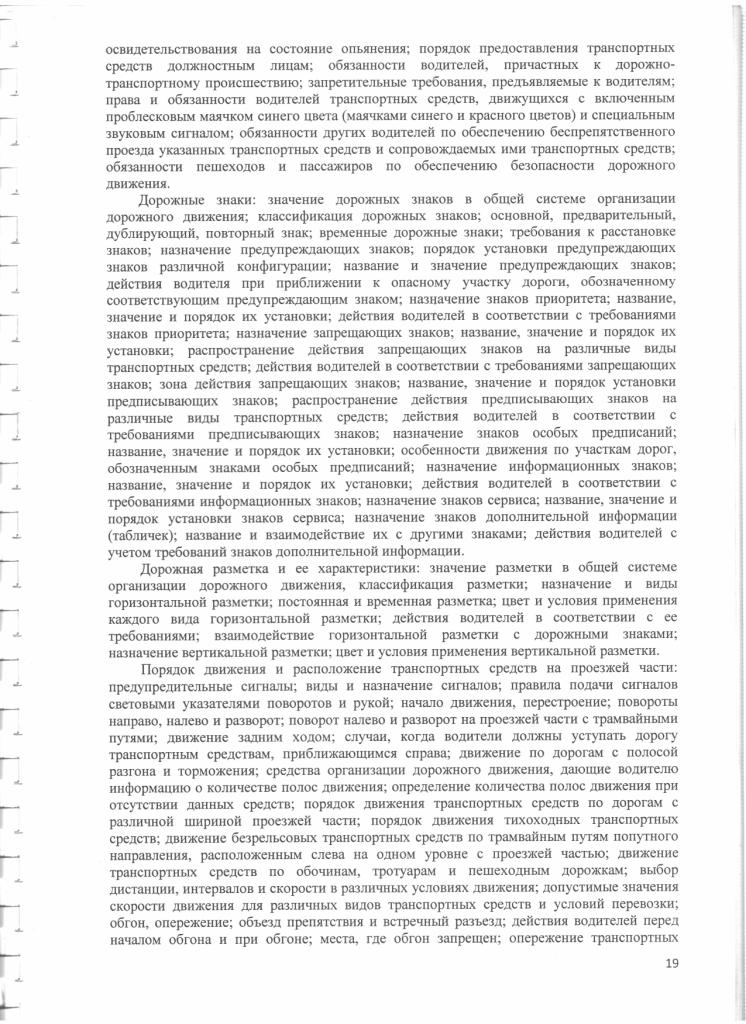 освидетельствования на состояние опьянения; порядок предоставления транспортных
средств должностным лицам; обязанности водителей, причастных к дорожно-
транспортному происшествию; запретительные требования, предъявляемые к водителям;
права и обязанности водителей транспортных средств, движущихся с включенным
проблесковым маячком синего цвета (маячками синего и красного цветов) и специальным
звуковым сигналом; обязанности других водителей по обеспечению беспрепятственного
проезда указанных транспортных средств и сопровождаемых ими транспортных средств;
обязанности пешеходов и пассажиров по обеспечению безопасности дорожного
движения.
Дорожные знаки: значение дорожных знаков в общей системе организации
дорожного движения; классификация дорожных знаков; основной, предварительный,
дублирующий, повторный знак; временные дорожные знаки; требования к расстановке
знаков; назначение предупреждающих знаков; порядок установки предупреждающих
знаков различной конфигурации; название и значение предупреждающих знаков;
действия водителя при приближении к опасному участку дороги, обозначенному
соответствующим предупреждающим знаком; назначение знаков приоритета; название,
значение и порядок их установки; действия водителей в соответствии с требованиями
знаков приоритета; назначение запрещающих знаков; название, значение и порядок их
установки; распространение действия запрещающих знаков на различные виды
транспортных средств; действия водителей в соответствии с требованиями запрещающих
знаков; зона действия запрещающих знаков; название, значение и порядок установки
предписывающих знаков; распространение действия предписывающих знаков на
различные виды транспортных средств; действия водителей в соответствии с
требованиями предписывающих знаков; назначение знаков особых предписаний;
название, значение и порядок их установки; особенности движения по участкам дорог,
обозначенным знаками особых предписаний; назначение информационных знаков;
название, значение и порядок их установки; действия водителей в соответствии с
требованиями информационных знаков; назначение знаков сервиса; название, значение и
порядок установки знаков сервиса; назначение знаков дополнительной информации
(табличек); название и взаимодействие их с другими знаками; действия водителей с
учетом требований знаков дополнительной информации.
Дорожная разметка и ее характеристики: значение разметки в общей системе
организации дорожного движения, классификация разметки; назначение и виды
горизонтальной разметки; постоянная и временная разметка; цвет и условия применения
каждого вида горизонтальной разметки; действия водителей в соответствии с ее
требованиями; взаимодействие горизонтальной разметки с дорожными знаками;
назначение вертикальной разметки; цвет и условия применения вертикальной разметки.
Порядок движения и расположение транспортных средств на проезжей части:
предупредительные сигналы; виды и назначение сигналов; правила подачи сигналов
световыми указателями поворотов и рукой; начало движения, перестроение; повороты
направо, налево и разворот; поворот налево и разворот на проезжей части с трамвайными
путями; движение задним ходом; случаи, когда водители должны уступать дорогу
транспортным средствам, приближающимся справа; движение по дорогам с полосой
разгона и торможения; средства организации дорожного движения, дающие водителю
информацию о количестве полос движения; определение количества полос движения при
отсутствии данных средств; порядок движения транспортных средств по дорогам с
различной шириной проезжей части; порядок движения тихоходных транспортных
средств; движение безрельсовых транспортных средств по трамвайным путям попутного
направления, расположенным слева на одном уровне с проезжей частью; движение
транспортных средств по обочинам, тротуарам и пешеходным дорожкам; выбор
дистанции, интервалов и скорости в различных условиях движения; допустимые значения
скорости движения для различных видов транспортных средств и условий перевозки;
обгон, опережение; объезд препятствия и встречный разъезд; действия водителей перед
началом обгона и при обгоне; места, где обгон запрещен; опережение транспортных
19